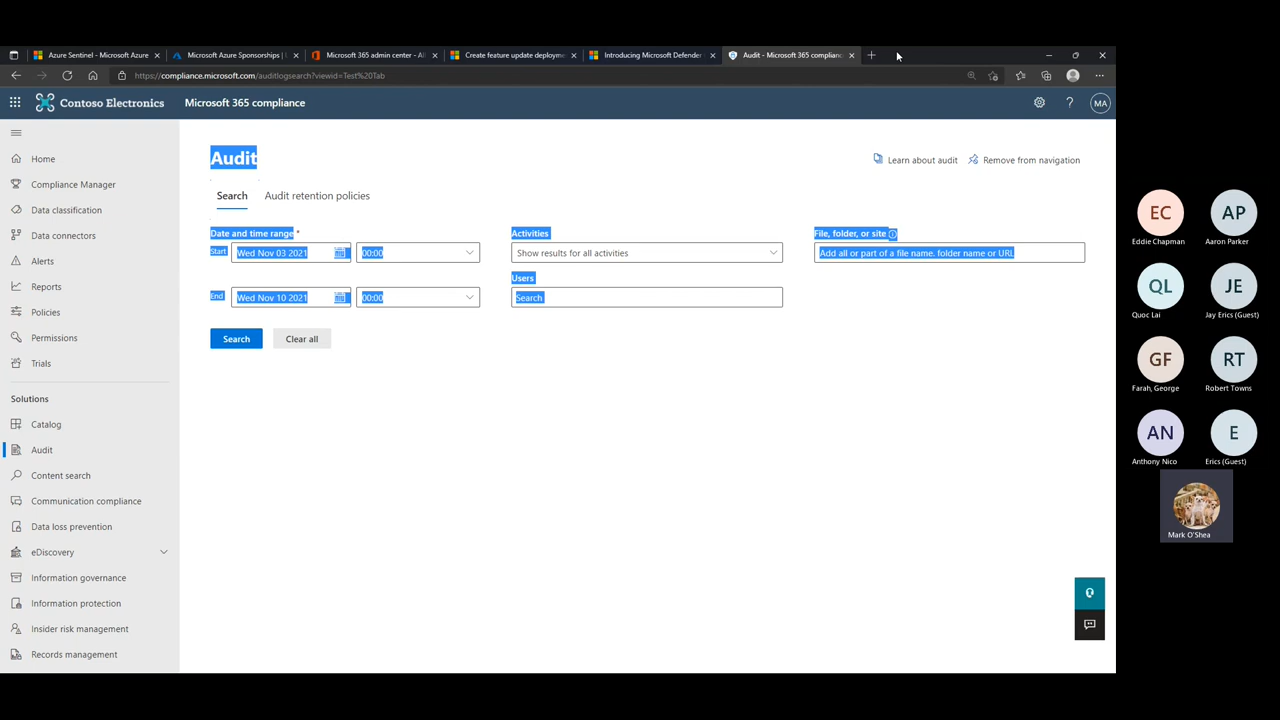 Azure Sentinel - Microsoft Azure
Microsoft Azure Sponsorships |
Microsoft 365 admin center - Al
Create feature update deployme
Introducing Microsoft Defender
Audit - Microsoft 365 complianc
https://compliance.microsoft.com/auditlogsearch?viewid=Test%20Tab
Contoso Electronics
Microsoft 365 compliance
MA
Home
Compliance Manager
Data classification
Data connectors
Alerts
Reports
Policies
Permissions
Trials
Solutions
Catalog
Audit
Content search
Communication compliance
Data loss prevention
eDiscovery
Information governance
Information protection
Insider risk management
Records management
Audit
Learn about audit
Remove from navigation
Search
Audit retention policies
Date and time range *
Start
Wed Nov 03 2021
00:00
End
Wed Nov 10 2021
00:00
Activities
Show results for all activities
Users
Search
File, folder, or site
Add all or part of a file name, folder name or URL
Search
Clear all
EC
Eddie Chapman
AP
Aaron Parker
QL
Quoc Lai
JE
Jay Erics (Guest)
GF
Farah, George
RT
Robert Towns
AN
Anthony Nico
E
Erics (Guest)
Mark O'Shea